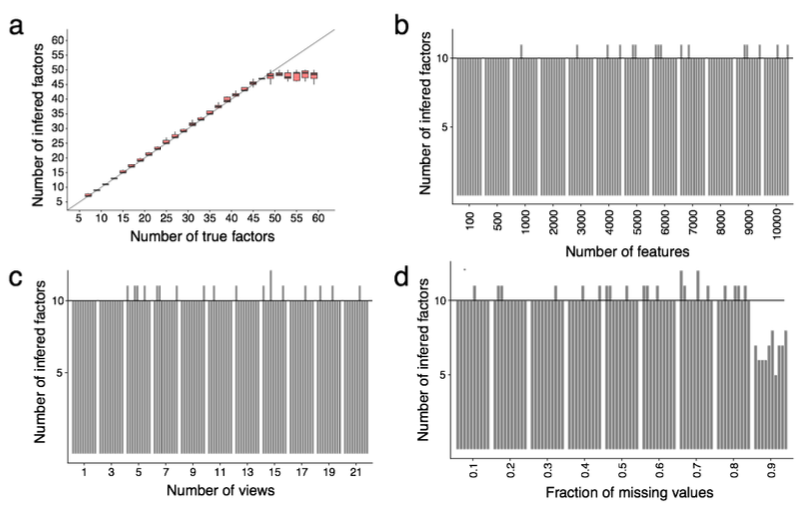 a
Number of infered factors
60
55
50
45
40
35
30
25
20
15
10
5
5 10 15 20 25 30 35 40 45 50 55 60
Number of true factors
b
Number of infered factors
10
5
100 500 1000 2000 3000 4000 5000 6000 7000 8000 9000 10000
Number of features
c
Number of infered factors
10
5
1 3 5 7 9 11 13 15 17 19 21
Number of views
d
Number of infered factors
10
5
0.1 0.2 0.3 0.4 0.5 0.6 0.7 0.8 0.9
Fraction of missing values